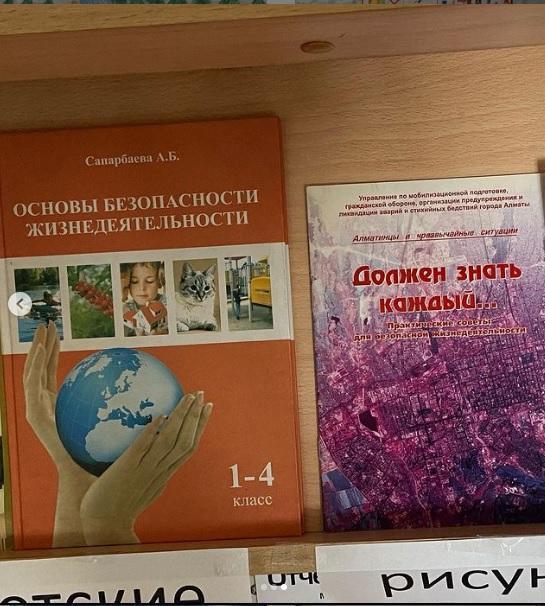 Сапарбаева А.Б.
ОСНОВЫ БЕЗОПАСНОСТИ
ЖИЗНЕДЕЯТЕЛЬНОСТИ
1-4
класс
Управление по мобилизационной подготовке,
гражданской обороне, организации предупреждения и
ликвидации аварий и стихийных бедствий города Алматы
Алматинцы и чрезвычайные ситуации
Должен знать
каждый...
Практические советы
для безопасной жизнедеятельности
рисун